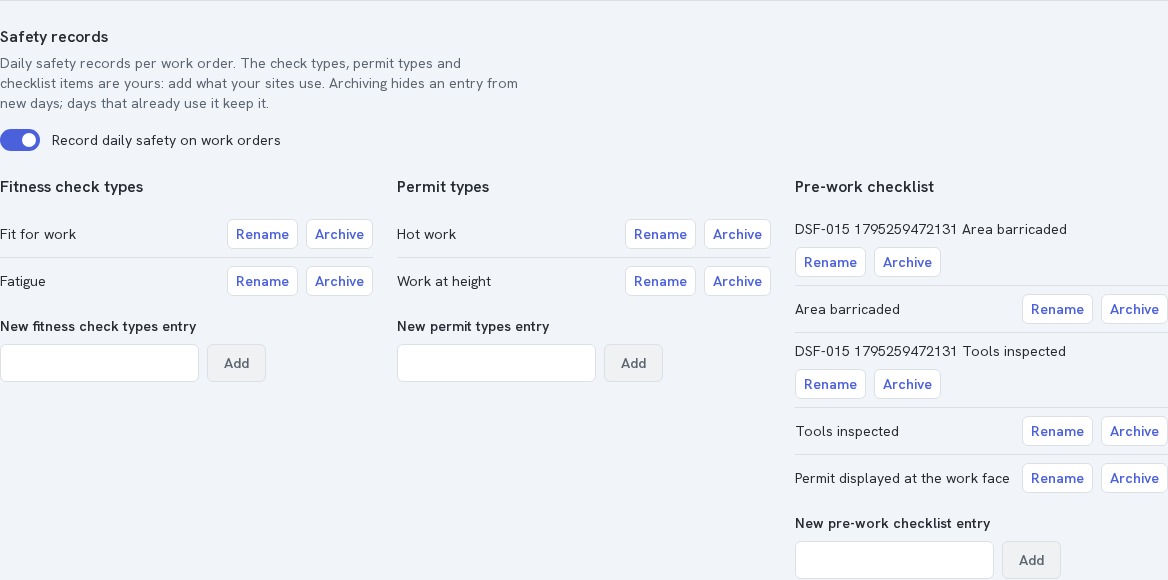 Safety records
Daily safety records per work order. The check types, permit types and
checklist items are yours: add what your sites use. Archiving hides an entry from
new days; days that already use it keep it.
Record daily safety on work orders
Fitness check types
Fit for work Rename Archive
Fatigue Rename Archive
New fitness check types entry
Add
Permit types
Hot work Rename Archive
Work at height Rename Archive
New permit types entry
Add
Pre-work checklist
DSF-015 1795259472131 Area barricaded
Rename Archive
Area barricaded Rename Archive
DSF-015 1795259472131 Tools inspected
Rename Archive
Tools inspected Rename Archive
Permit displayed at the work face Rename Archive
New pre-work checklist entry
Add